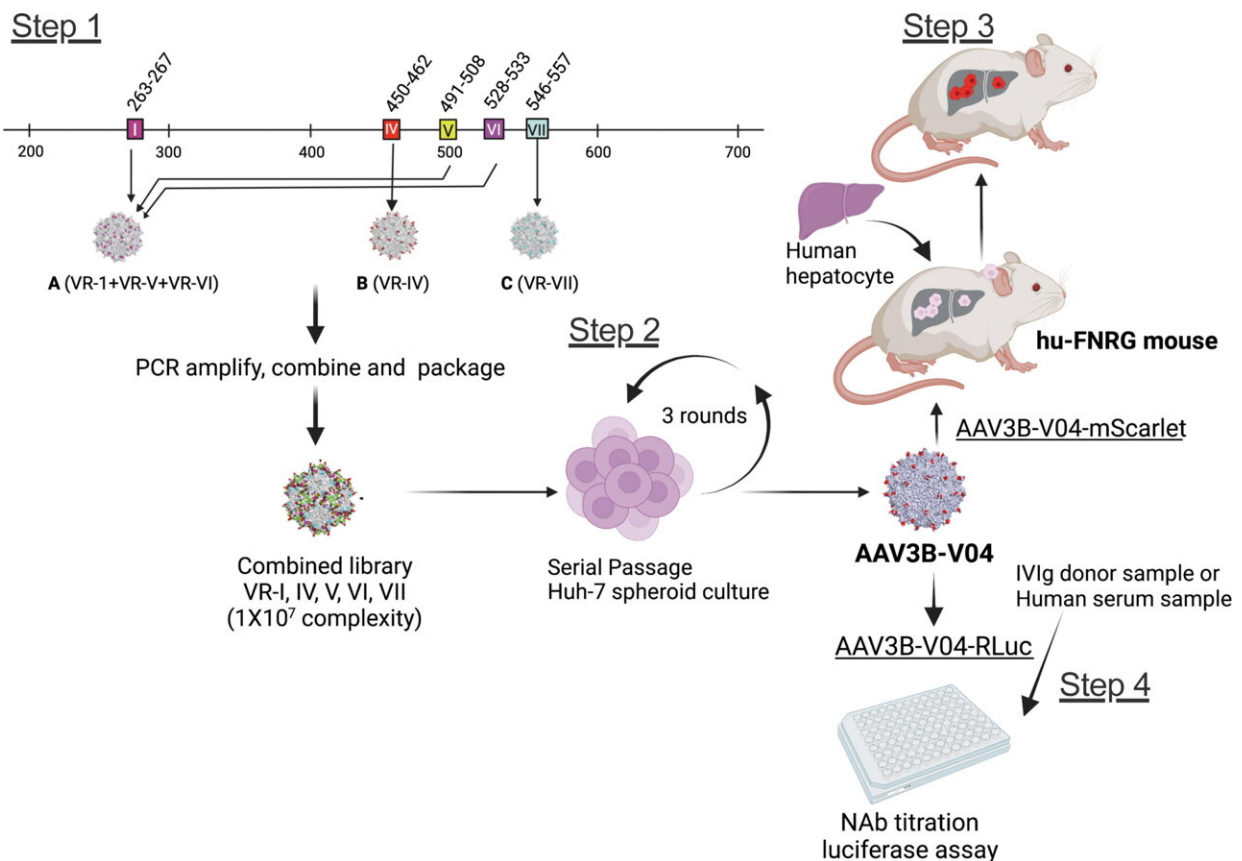 Step 1
263-267
450-462
491-508
528-533
546-557
I
IV
V
VI
VII
200
300
400
500
600
700
A (VR-1+VR-V+VR-VI)
B (VR-IV)
C (VR-VII)
PCR amplify, combine and package
Combined library
VR-I, IV, V, VI, VII
(1X10⁷ complexity)
Step 2
3 rounds
Serial Passage
Huh-7 spheroid culture
Step 3
Human
hepatocyte
hu-FNRG mouse
AAV3B-V04-mScarlet
AAV3B-V04
IVIg donor sample or
Human serum sample
AAV3B-V04-RLuc
Step 4
NAb titration
luciferase assay